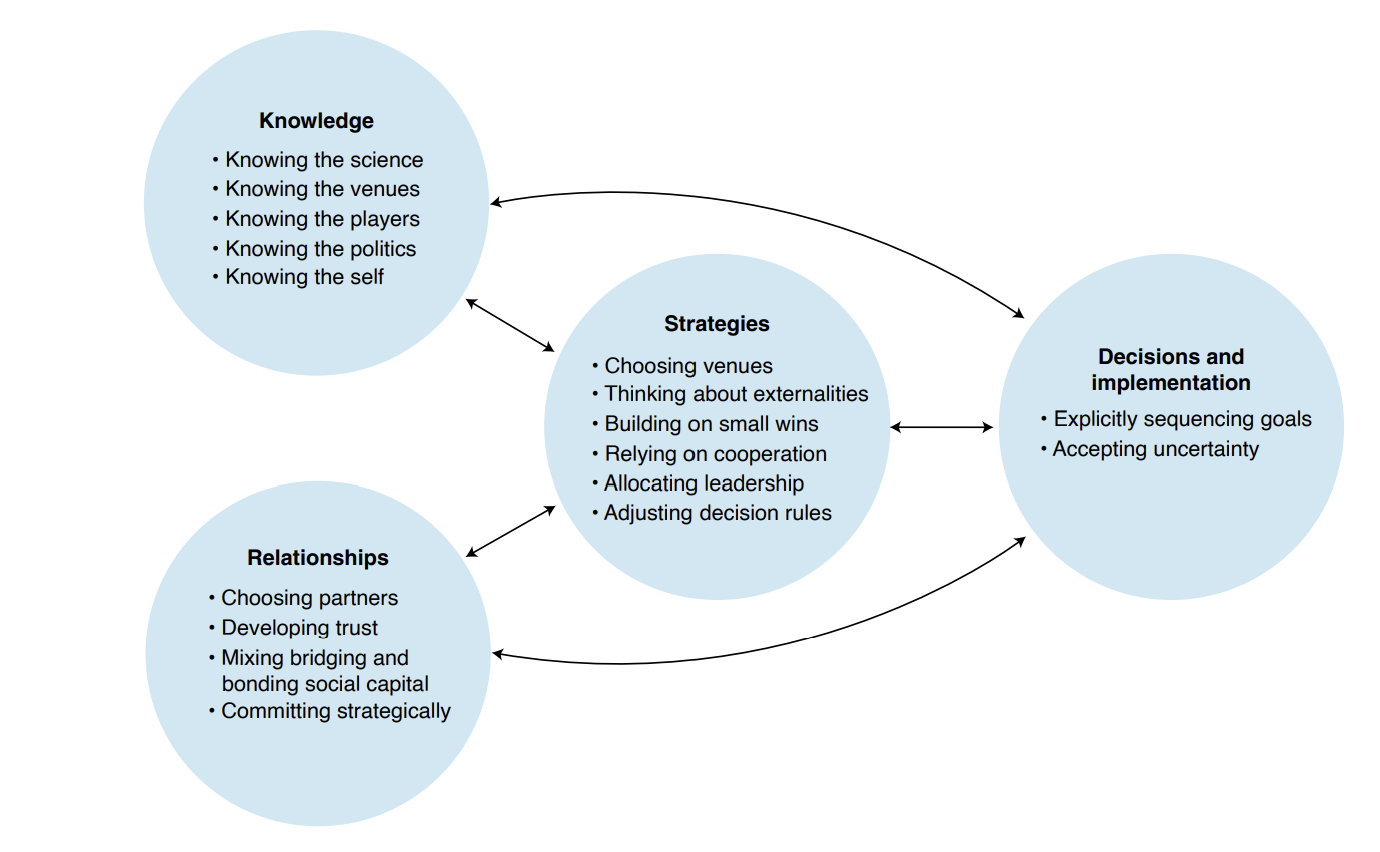 Knowledge
• Knowing the science
• Knowing the venues
• Knowing the players
• Knowing the politics
• Knowing the self
Strategies
• Choosing venues
• Thinking about externalities
• Building on small wins
• Relying on cooperation
• Allocating leadership
• Adjusting decision rules
Decisions and
implementation
• Explicitly sequencing goals
• Accepting uncertainty
Relationships
• Choosing partners
• Developing trust
• Mixing bridging and
bonding social capital
• Committing strategically